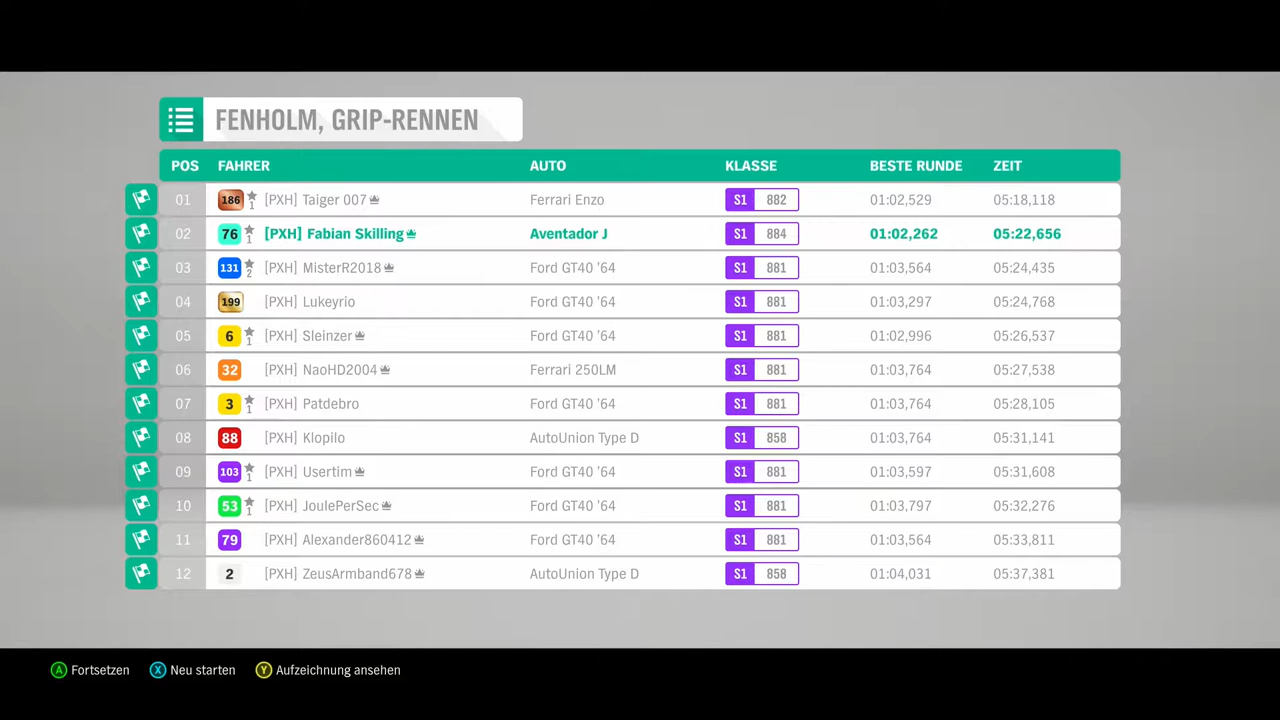 FENHOLM, GRIP-RENNEN
POS FAHRER AUTO KLASSE BESTE RUNDE ZEIT
01 186 1 [PXH] Taiger 007 Ferrari Enzo S1 882 01:02,529 05:18,118
02 76 1 [PXH] Fabian Skilling Aventador J S1 884 01:02,262 05:22,656
03 131 2 [PXH] MisterR2018 Ford GT40 '64 S1 881 01:03,564 05:24,435
04 199 [PXH] Lukeyrio Ford GT40 '64 S1 881 01:03,297 05:24,768
05 6 1 [PXH] Sleinzer Ford GT40 '64 S1 881 01:02,996 05:26,537
06 32 [PXH] NaoHD2004 Ferrari 250LM S1 881 01:03,764 05:27,538
07 3 1 [PXH] Patdebro Ford GT40 '64 S1 881 01:03,764 05:28,105
08 88 [PXH] Klopilo AutoUnion Type D S1 858 01:03,764 05:31,141
09 103 1 [PXH] Usertim Ford GT40 '64 S1 881 01:03,597 05:31,608
10 53 1 [PXH] JoulePerSec Ford GT40 '64 S1 881 01:03,797 05:32,276
11 79 [PXH] Alexander860412 Ford GT40 '64 S1 881 01:03,564 05:33,811
12 2 [PXH] ZeusArmband678 AutoUnion Type D S1 858 01:04,031 05:37,381
A Fortsetzen X Neu starten Y Aufzeichnung ansehen